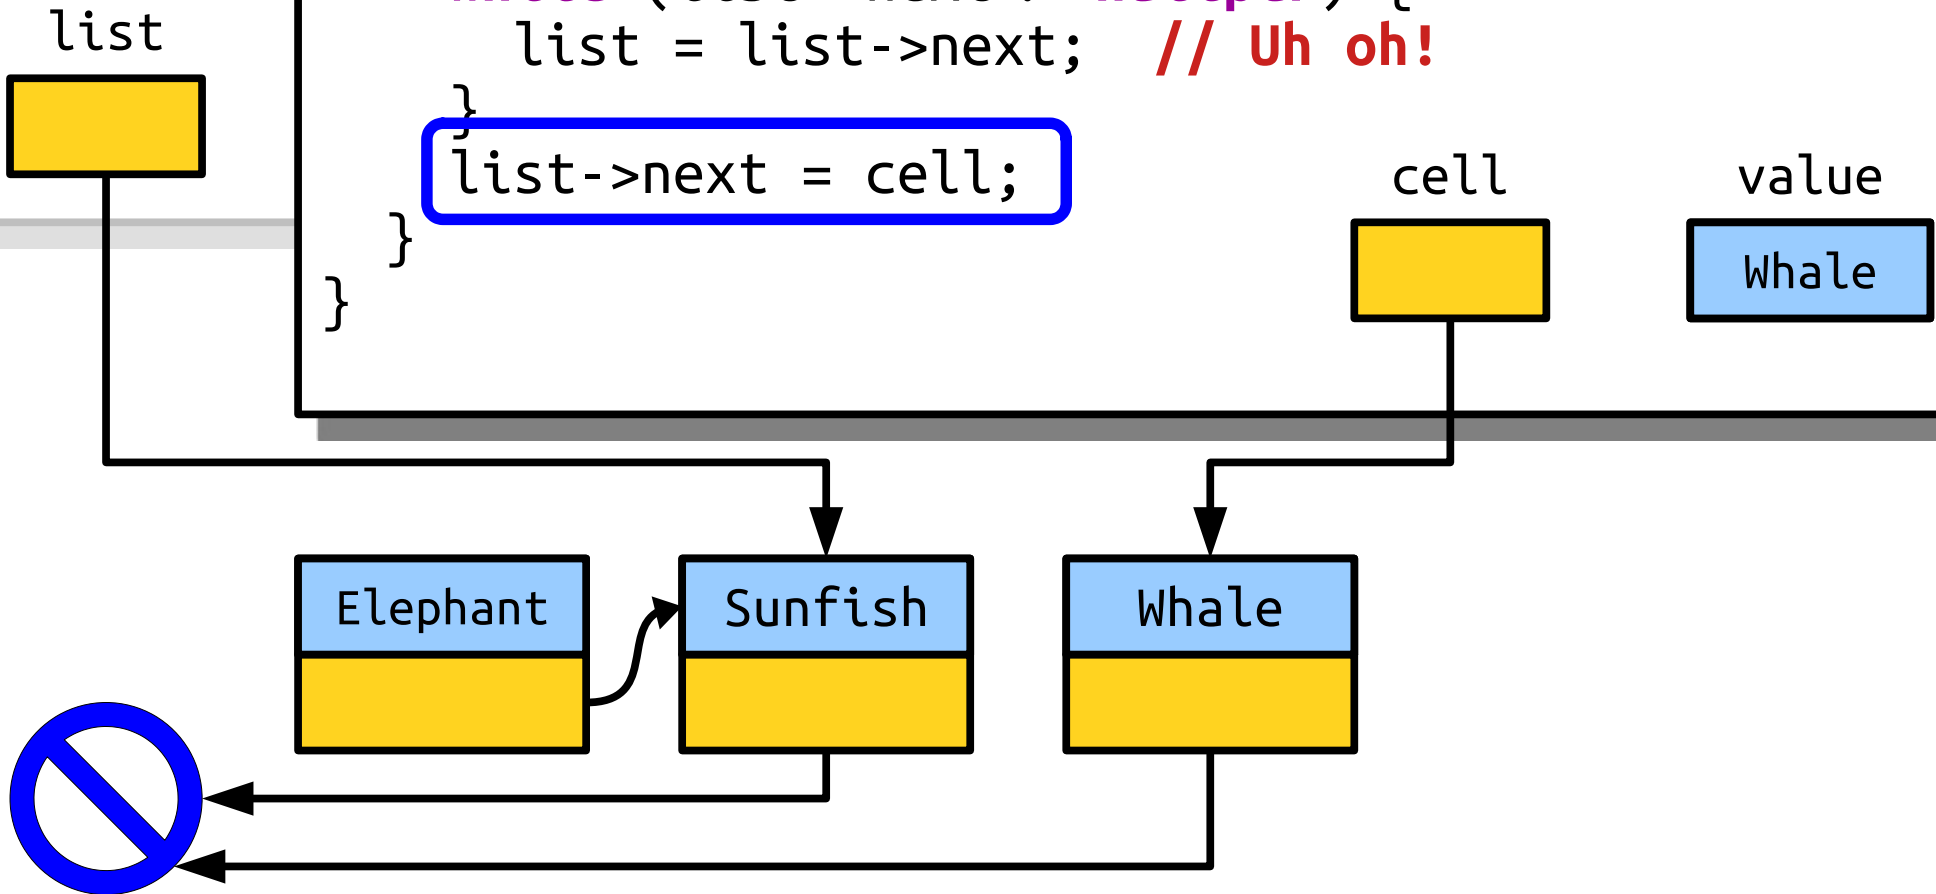 list
list = list->next;  // Uh oh!
}
list->next = cell;
cell
value
}
Whale
}
Elephant
Sunfish
Whale